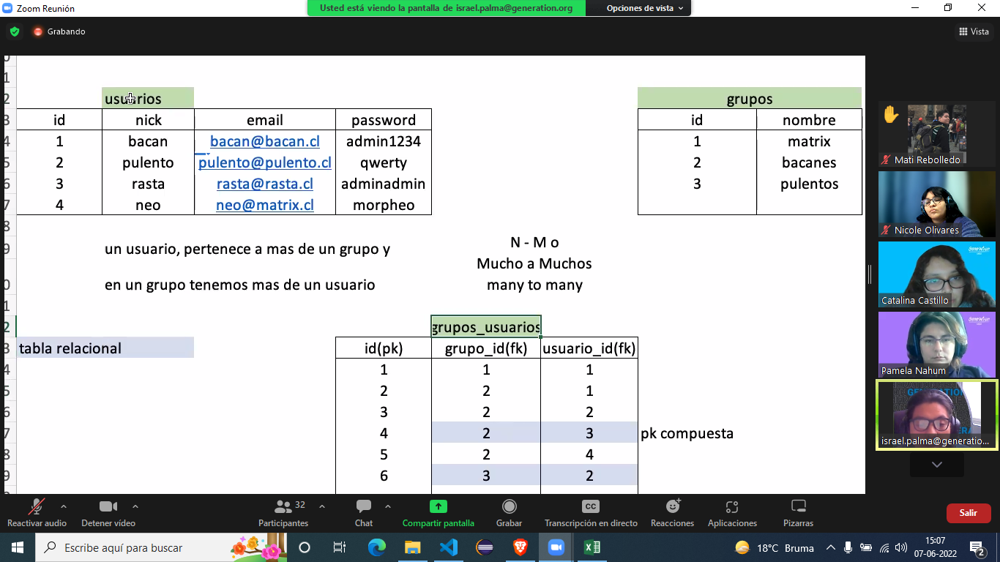 Zoom Reunión
Usted está viendo la pantalla de israel.palma@generation.org
Opciones de vista
Grabando
Vista
usuarios
grupos
id nick email password
id nombre
1 bacan bacan@bacan.cl admin1234
1 matrix
2 pulento pulento@pulento.cl qwerty
2 bacanes
3 rasta rasta@rasta.cl adminadmin
3 pulentos
4 neo neo@matrix.cl morpheo
un usuario, pertenece a mas de un grupo y
en un grupo tenemos mas de un usuario
N - M o
Mucho a Muchos
many to many
grupos_usuarios
tabla relacional
id(pk) grupo_id(fk) usuario_id(fk)
1 1 1
2 2 1
3 2 2
4 2 3 pk compuesta
5 2 4
6 3 2
Mati Rebolledo
Nicole Olivares
Generation
Catalina Castillo
Generation
Pamela Nahum
israel.palma@generatio...
Reactivar audio
Detener vídeo
32
Participantes
Chat
Compartir pantalla
Grabar
CC
Transcripción en directo
Reacciones
Aplicaciones
Pizarras
Salir
Escribe aquí para buscar
18°C Bruma
15:07
07-06-2022
2